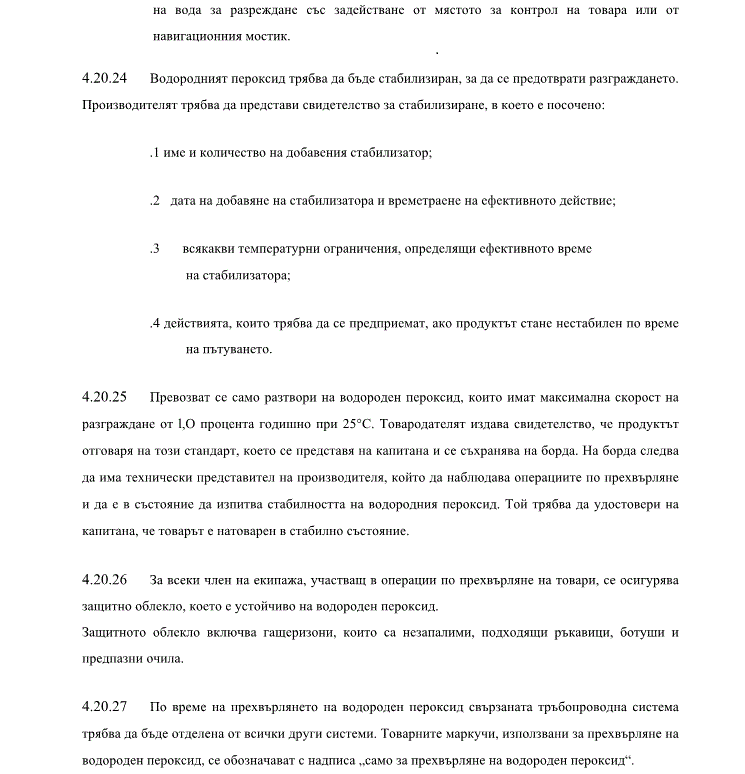 на вода за разреждане със задействане от мястото за контрол на товара или от
навигационния мостик.
.
4.20.24 Водородният пероксид трябва да бъде стабилизиран, за да се предотврати разграждането.
Производителят трябва да представи свидетелство за стабилизиране, в което е посочено:
.1 име и количество на добавения стабилизатор;
.2 дата на добавяне на стабилизатора и времетраене на ефективното действие;
.3 всякакви температурни ограничения, определящи ефективното време
на стабилизатора;
.4 действията, които трябва да се предприемат, ако продуктът стане нестабилен по време
на пътуването.
4.20.25 Превозват се само разтвори на водороден пероксид, които имат максимална скорост на
разграждане от l,O процента годишно при 25°C. Товародателят издава свидетелство, че продуктът
отговаря на този стандарт, което се представя на капитана и се съхранява на борда. На борда следва
да има технически представител на производителя, който да наблюдава операциите по прехвърляне
и да е в състояние да изпитва стабилността на водородния пероксид. Той трябва да удостовери на
капитана, че товарът е натоварен в стабилно състояние.
4.20.26 За всеки член на екипажа, участващ в операции по прехвърляне на товари, се осигурява
защитно облекло, което е устойчиво на водороден пероксид.
Защитното облекло включва гащеризони, които са незапалими, подходящи ръкавици, ботуши и
предпазни очила.
4.20.27 По време на прехвърлянето на водороден пероксид свързаната тръбопроводна система
трябва да бъде отделена от всички други системи. Товарните маркучи, използвани за прехвърляне на
водороден пероксид, се обозначават с надписа „само за прехвърляне на водороден пероксид“.